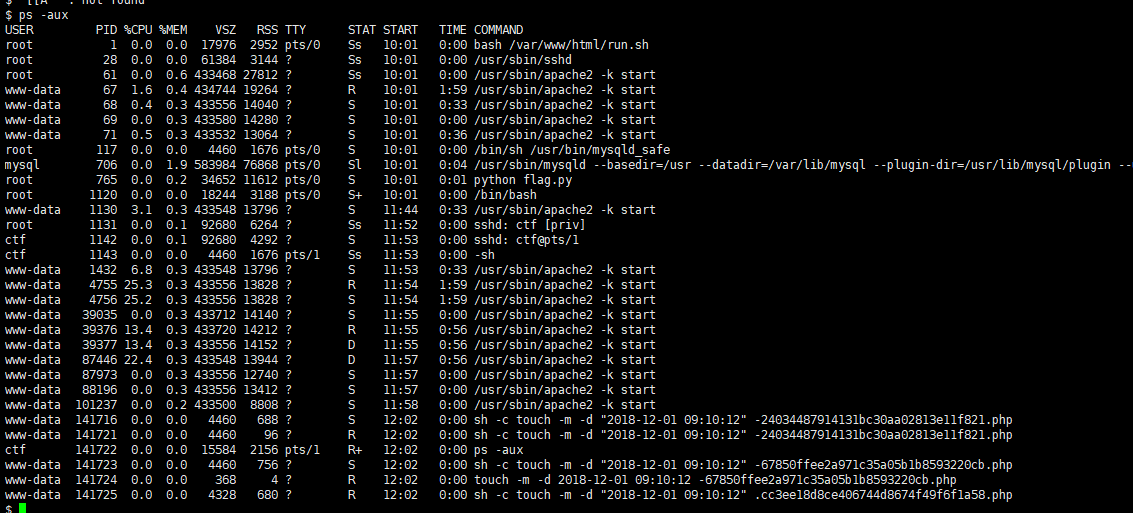 $ ps -aux
USER PID %CPU %MEM VSZ RSS TTY STAT START TIME COMMAND
root 1 0.0 0.0 17976 2952 pts/0 Ss 10:01 0:00 bash /var/www/html/run.sh
root 28 0.0 0.0 61384 3144 ? Ss 10:01 0:00 /usr/sbin/sshd
root 61 0.0 0.6 433468 27812 ? Ss 10:01 0:00 /usr/sbin/apache2 -k start
www-data 67 1.6 0.4 434744 19264 ? R 10:01 1:59 /usr/sbin/apache2 -k start
www-data 68 0.4 0.3 433556 14040 ? S 10:01 0:33 /usr/sbin/apache2 -k start
www-data 69 0.0 0.3 433580 14280 ? S 10:01 0:00 /usr/sbin/apache2 -k start
www-data 71 0.5 0.3 433532 13064 ? S 10:01 0:36 /usr/sbin/apache2 -k start
root 117 0.0 0.0 4460 1676 pts/0 S 10:01 0:00 /bin/sh /usr/bin/mysqld_safe
mysql 706 0.0 1.9 583984 76868 pts/0 Sl 10:01 0:04 /usr/sbin/mysqld --basedir=/usr --datadir=/var/lib/mysql --plugin-dir=/usr/lib/mysql/plugin --
root 765 0.0 0.2 34652 11612 pts/0 S 10:01 0:01 python flag.py
root 1120 0.0 0.0 18244 3188 pts/0 S+ 10:01 0:00 /bin/bash
www-data 1130 3.1 0.3 433548 13796 ? S 11:44 0:33 /usr/sbin/apache2 -k start
root 1131 0.0 0.1 92680 6264 ? Ss 11:52 0:00 sshd: ctf [priv]
ctf 1142 0.0 0.1 92680 4292 ? S 11:53 0:00 sshd: ctf@pts/1
ctf 1143 0.0 0.0 4460 1676 pts/1 Ss 11:53 0:00 -sh
www-data 1432 6.8 0.3 433548 13796 ? S 11:53 0:33 /usr/sbin/apache2 -k start
www-data 4755 25.3 0.3 433556 13828 ? R 11:54 1:59 /usr/sbin/apache2 -k start
www-data 4756 25.2 0.3 433556 13828 ? S 11:54 1:59 /usr/sbin/apache2 -k start
www-data 39035 0.0 0.3 433712 14140 ? S 11:55 0:00 /usr/sbin/apache2 -k start
www-data 39376 13.4 0.3 433720 14212 ? R 11:55 0:56 /usr/sbin/apache2 -k start
www-data 39377 13.4 0.3 433556 14152 ? D 11:55 0:56 /usr/sbin/apache2 -k start
www-data 87446 22.4 0.3 433548 13944 ? D 11:57 0:56 /usr/sbin/apache2 -k start
www-data 87973 0.0 0.3 433556 12740 ? S 11:57 0:00 /usr/sbin/apache2 -k start
www-data 88196 0.0 0.3 433556 13412 ? S 11:57 0:00 /usr/sbin/apache2 -k start
www-data 101237 0.0 0.2 433500 8808 ? S 11:58 0:00 /usr/sbin/apache2 -k start
www-data 141716 0.0 0.0 4460 688 ? S 12:02 0:00 sh -c touch -m -d "2018-12-01 09:10:12" -24034487914131bc30aa02813e11f821.php
www-data 141721 0.0 0.0 4460 96 ? R 12:02 0:00 sh -c touch -m -d "2018-12-01 09:10:12" -24034487914131bc30aa02813e11f821.php
ctf 141722 0.0 0.0 15584 2156 pts/1 R+ 12:02 0:00 ps -aux
www-data 141723 0.0 0.0 4460 756 ? S 12:02 0:00 sh -c touch -m -d "2018-12-01 09:10:12" -67850ffee2a971c35a05b1b8593220cb.php
www-data 141724 0.0 0.0 368 4 ? R 12:02 0:00 touch -m -d 2018-12-01 09:10:12 -67850ffee2a971c35a05b1b8593220cb.php
www-data 141725 0.0 0.0 4328 680 ? R 12:02 0:00 sh -c touch -m -d "2018-12-01 09:10:12" .cc3ee18d8ce406744d8674f49f6f1a58.php
$